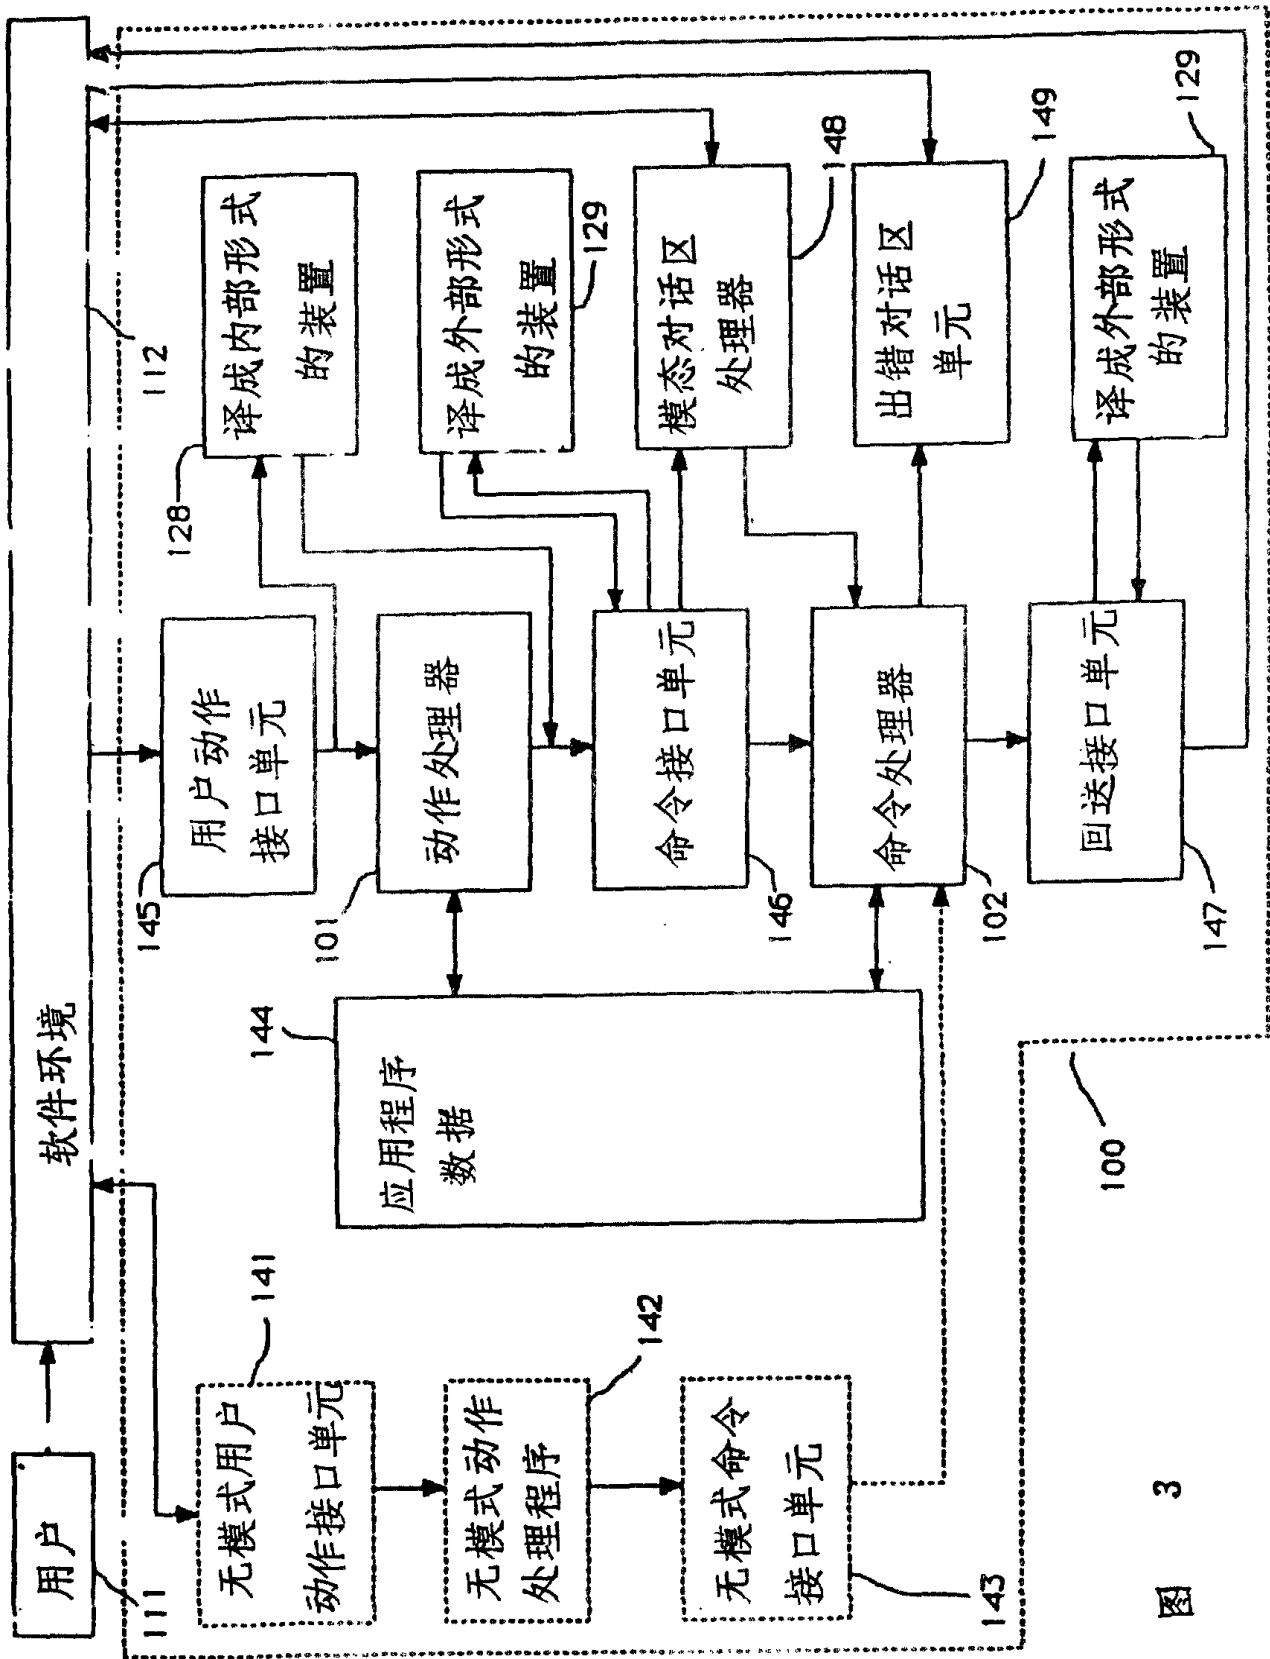 用户
111
软件环境
112
无模式用户
动作接口单元
141
无模式动作
处理程序
142
无模式命令
接口单元
143
应用程序
数据
144
用户动作
接口单元
145
动作处理器
101
命令接口单元
146
命令处理器
102
回送接口单元
147
译成内部形式
的装置
128
译成外部形式
的装置
129
模态对话区
处理器
148
出错对话区
单元
149
译成外部形式
的装置
129
100
图 3